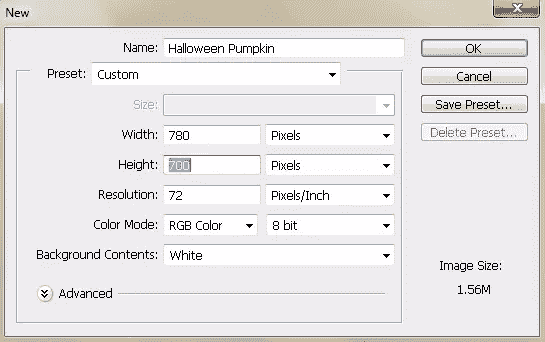 New
Name: Halloween Pumpkin
OK
Preset: Custom
Cancel
Size:
Save Preset...
Width: 780 Pixels
Delete Preset...
Height: 700 Pixels
Resolution: 72 Pixels/Inch
Color Mode: RGB Color 8 bit
Background Contents: White
Image Size:
Advanced
1.56M